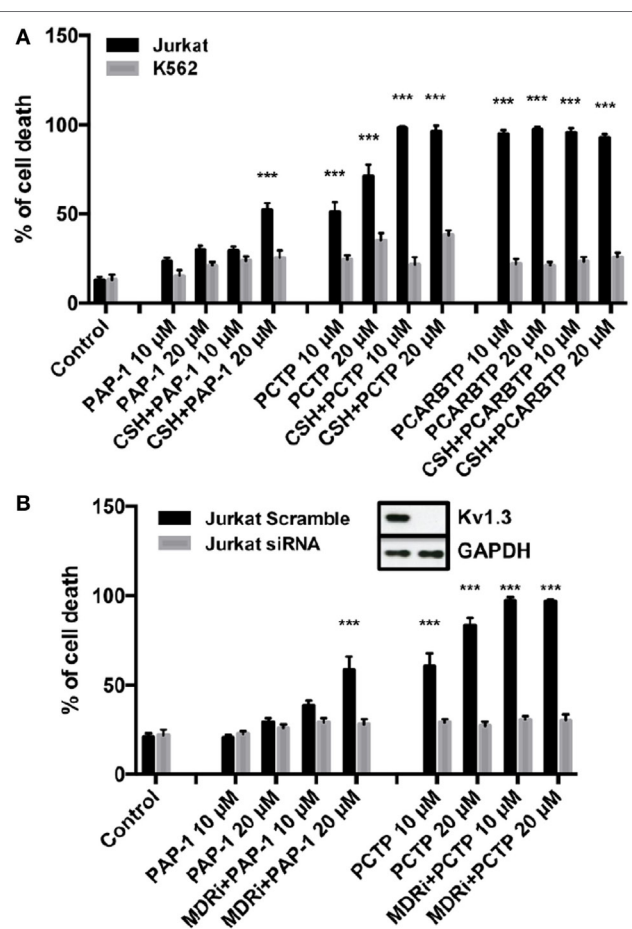 A
150
100
50
0
% of cell death
Jurkat
K562
***
***
***
***
***
***
***
***
***
Control
PAP-1 10 μM
PAP-1 20 μM
CSH+PAP-1 10 μM
CSH+PAP-1 20 μM
PCTP 10 μM
PCTP 20 μM
CSH+PCTP 10 μM
CSH+PCTP 20 μM
PCARBTP 10 μM
PCARBTP 20 μM
CSH+PCARBTP 10 μM
CSH+PCARBTP 20 μM
B
150
100
50
0
% of cell death
Jurkat Scramble
Jurkat siRNA
Kv1.3
GAPDH
***
***
***
***
***
Control
PAP-1 10 μM
PAP-1 20 μM
MDRi+PAP-1 10 μM
MDRi+PAP-1 20 μM
PCTP 10 μM
PCTP 20 μM
MDRi+PCTP 10 μM
MDRi+PCTP 20 μM